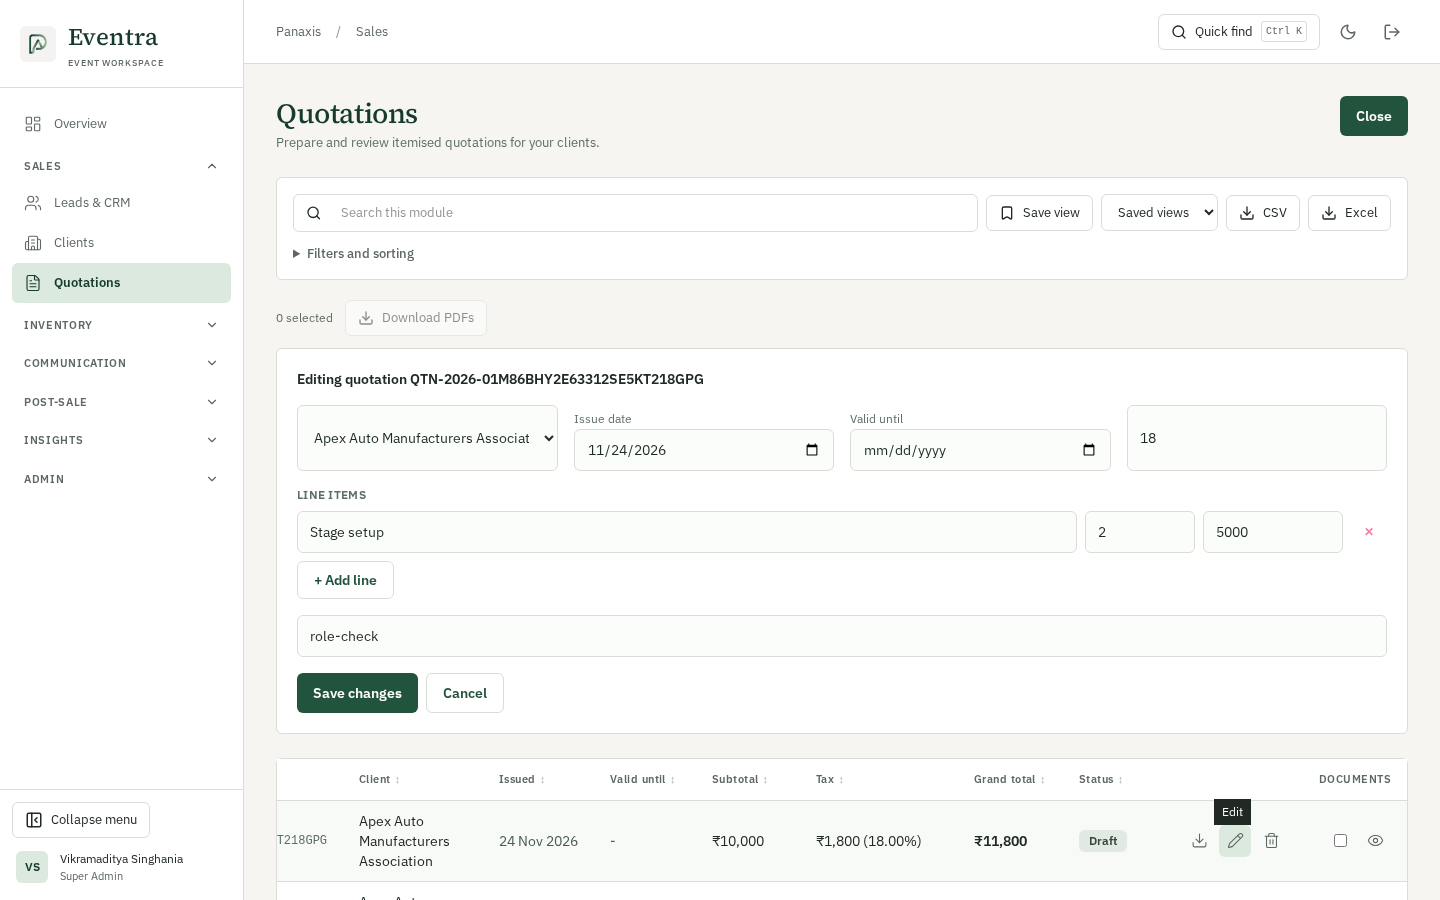 Eventra
EVENT WORKSPACE
Panaxis / Sales
Quick find Ctrl K
Overview
SALES
Leads & CRM
Clients
Quotations
INVENTORY
COMMUNICATION
POST-SALE
INSIGHTS
ADMIN
Collapse menu
VS
Vikramaditya Singhania
Super Admin
Quotations
Prepare and review itemised quotations for your clients.
Close
Search this module
Save view
Saved views
CSV
Excel
Filters and sorting
0 selected
Download PDFs
Editing quotation QTN-2026-01M86BHY2E63312SE5KT218GPG
Apex Auto Manufacturers Associat
Issue date
11/24/2026
Valid until
mm/dd/yyyy
18
LINE ITEMS
Stage setup
2
5000
×
+ Add line
role-check
Save changes
Cancel
Client ↕ Issued ↕ Valid until ↕ Subtotal ↕ Tax ↕ Grand total ↕ Status ↕ DOCUMENTS
Edit
T218GPG
Apex Auto
Manufacturers
Association
24 Nov 2026
-
₹10,000
₹1,800 (18.00%)
₹11,800
Draft